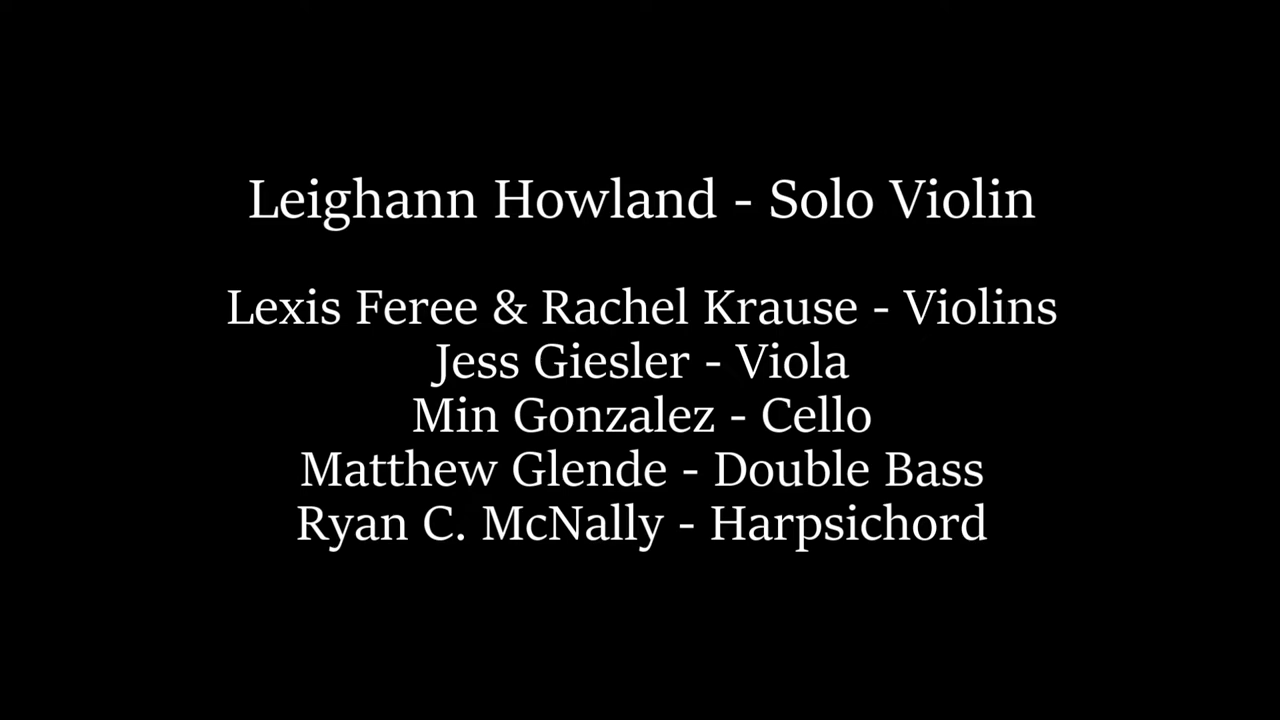 Leighann Howland - Solo Violin
Lexis Feree & Rachel Krause - Violins
Jess Giesler - Viola
Min Gonzalez - Cello
Matthew Glende - Double Bass
Ryan C. McNally - Harpsichord